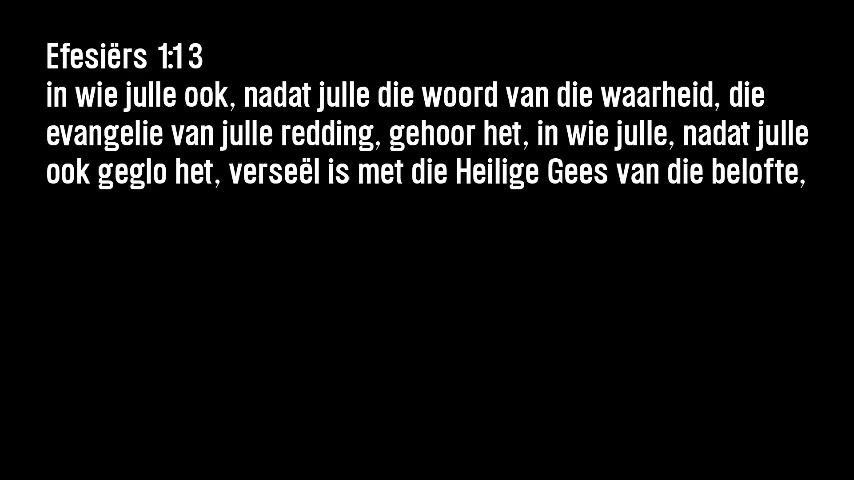 Efesiërs 1:13
in wie julle ook, nadat julle die woord van die waarheid, die
evangelie van julle redding, gehoor het, in wie julle, nadat julle
ook geglo het, verseël is met die Heilige Gees van die belofte,